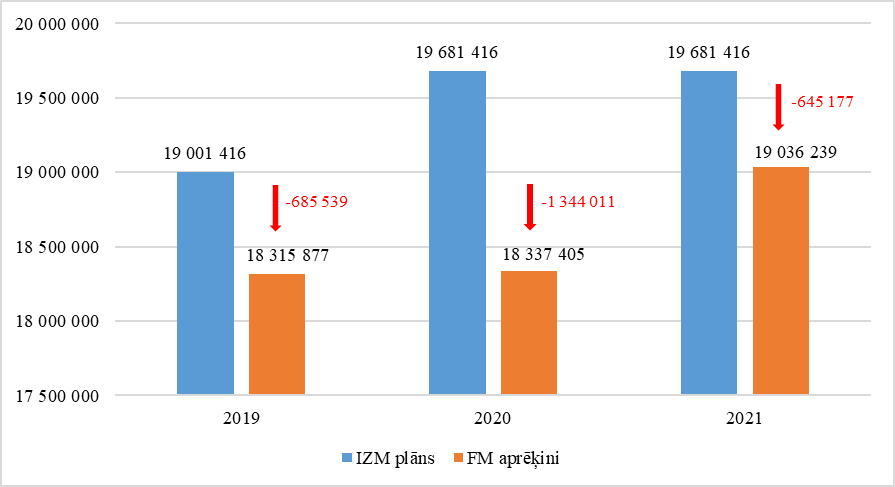 20 000 000
19 500 000
19 000 000
18 500 000
18 000 000
17 500 000
19 001 416
18 315 877
-685 539
19 681 416
18 337 405
-1 344 011
19 681 416
19 036 239
-645 177
2019
2020
2021
IZM plāns
FM aprēķini